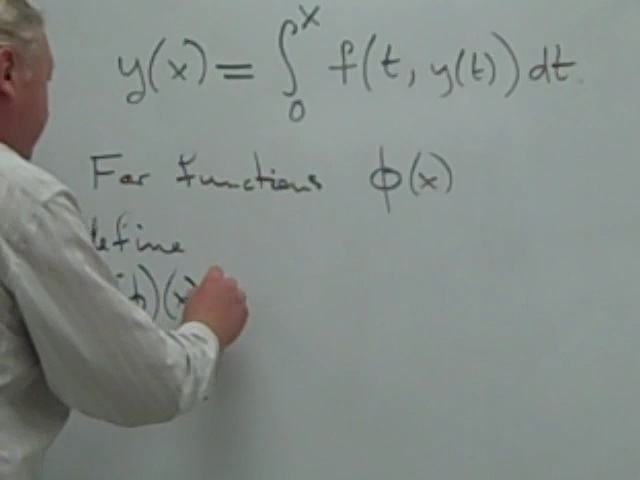 y(x) = ∫₀ˣ f(t, y(t)) dt.
For functions ϕ(x)
define
ϕ)(x)